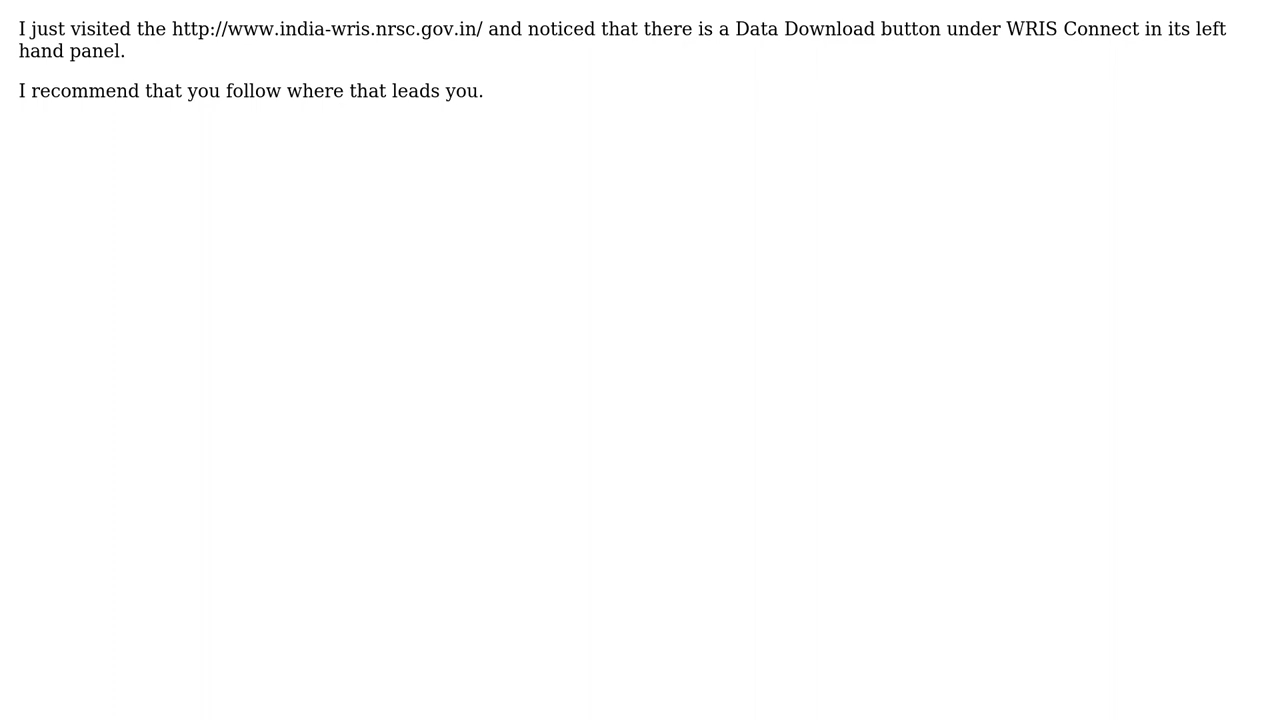 I just visited the http://www.india-wris.nrsc.gov.in/ and noticed that there is a Data Download button under WRIS Connect in its left
hand panel.
I recommend that you follow where that leads you.